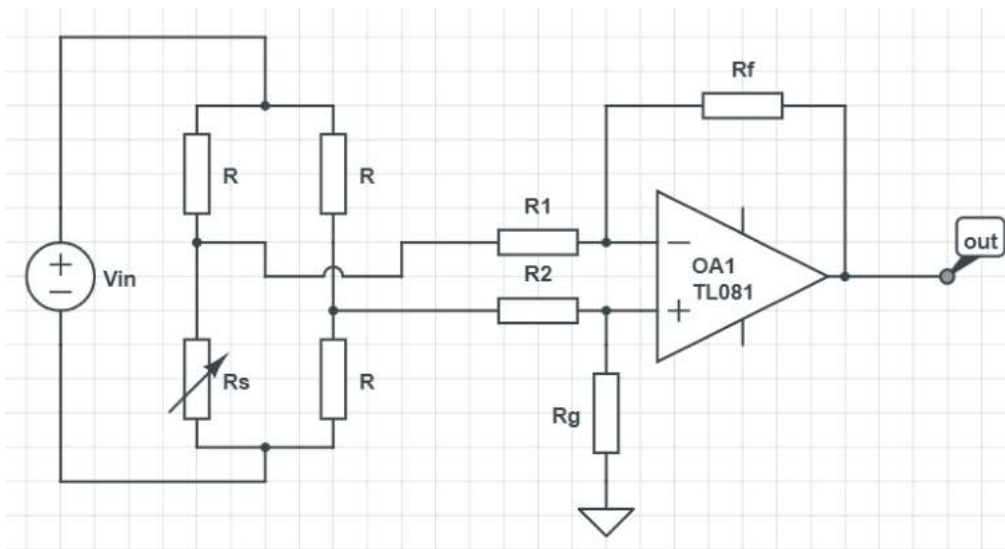 Rf
R
R
R1
out
+
−
Vin
−
OA1
TL081
+
R2
Rs
R
Rg